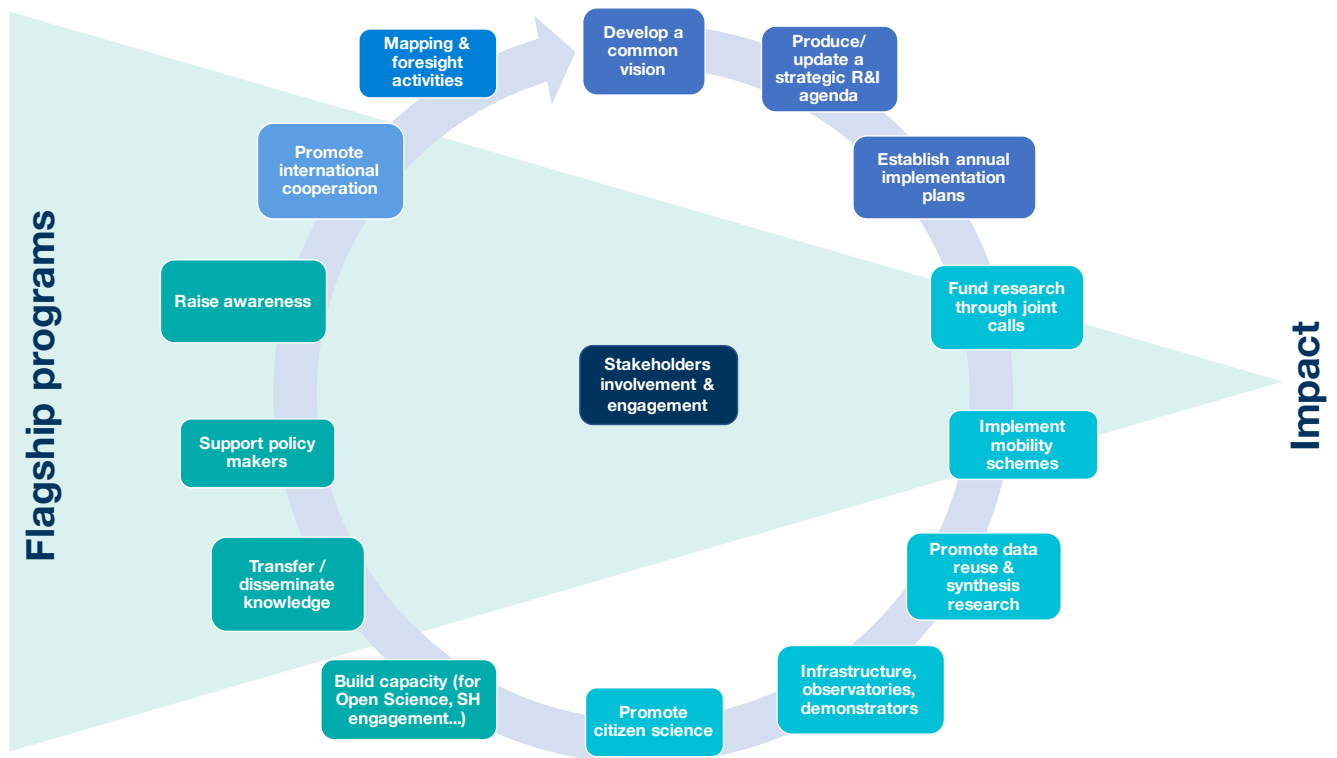 Flagship programs
Mapping &
foresight
activities
Develop a
common
vision
Produce/
update a
strategic R&I
agenda
Establish annual
implementation
plans
Fund research
through joint
calls
Implement
mobility
schemes
Promote data
reuse &
synthesis
research
Infrastructure,
observatories,
demonstrators
Promote
citizen science
Build capacity (for
Open Science, SH
engagement...)
Transfer /
disseminate
knowledge
Support policy
makers
Raise awareness
Promote
international
cooperation
Stakeholders
involvement &
engagement
Impact